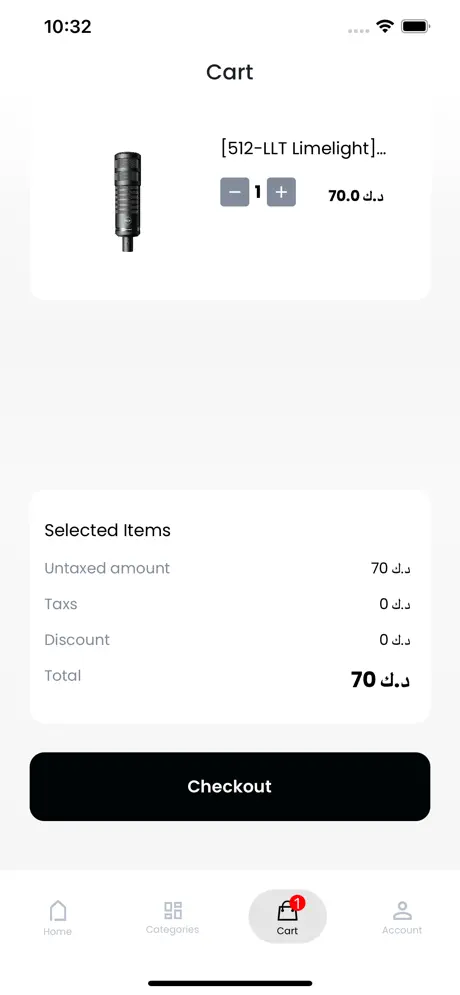 10:32
Cart
[512-LLT Limelight]...
1
70.0 د.ك
Selected Items
Untaxed amount 70 د.ك
Taxs 0 د.ك
Discount 0 د.ك
Total 70 د.ك
Checkout
1
Home Categories Cart Account